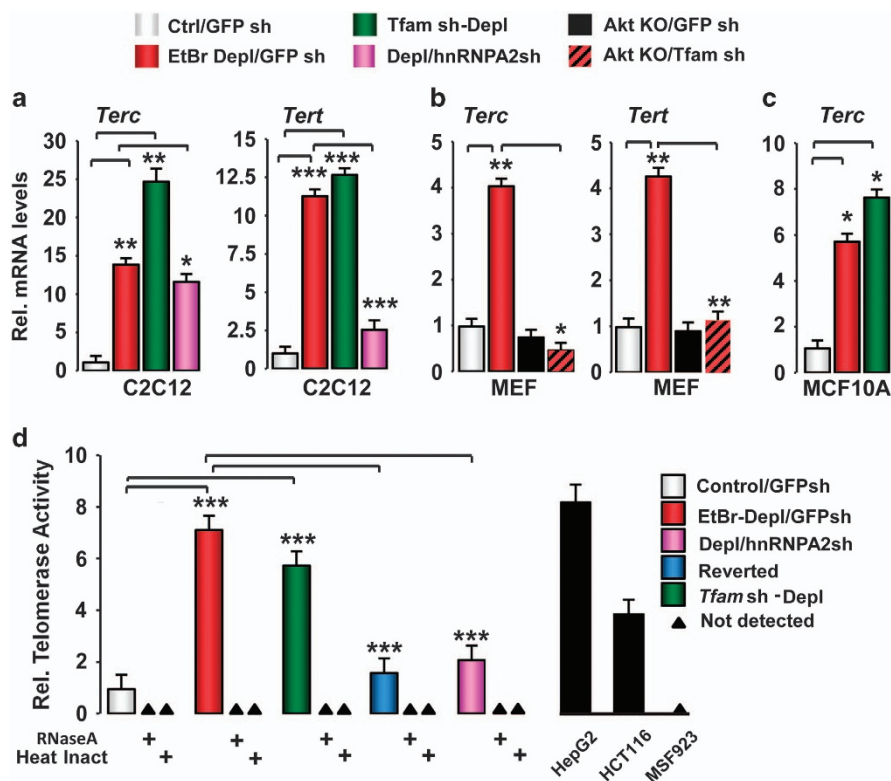 Ctrl/GFP sh
Tfam sh-Depl
Akt KO/GFP sh
EtBr Depl/GFP sh
Depl/hnRNPA2sh
Akt KO/Tfam sh
a
Terc
Tert
b
Terc
Tert
c
Terc
Rel. mRNA levels
30
25
20
15
10
5
0
**
**
*
C2C12
15
12.5
10
7.5
5
2.5
0
***
***
***
C2C12
5
4
3
2
1
0
**
*
MEF
5
4
3
2
1
0
**
**
MEF
10
8
6
4
2
0
*
*
MCF10A
d
Rel. Telomerase Activity
10
8
6
4
2
0
***
***
***
***
Control/GFPsh
EtBr-Depl/GFPsh
Depl/hnRNPA2sh
Reverted
Tfam sh -Depl
Not detected
RNaseA + + + + +
Heat Inact + + + + +
HepG2
HCT116
MSF923